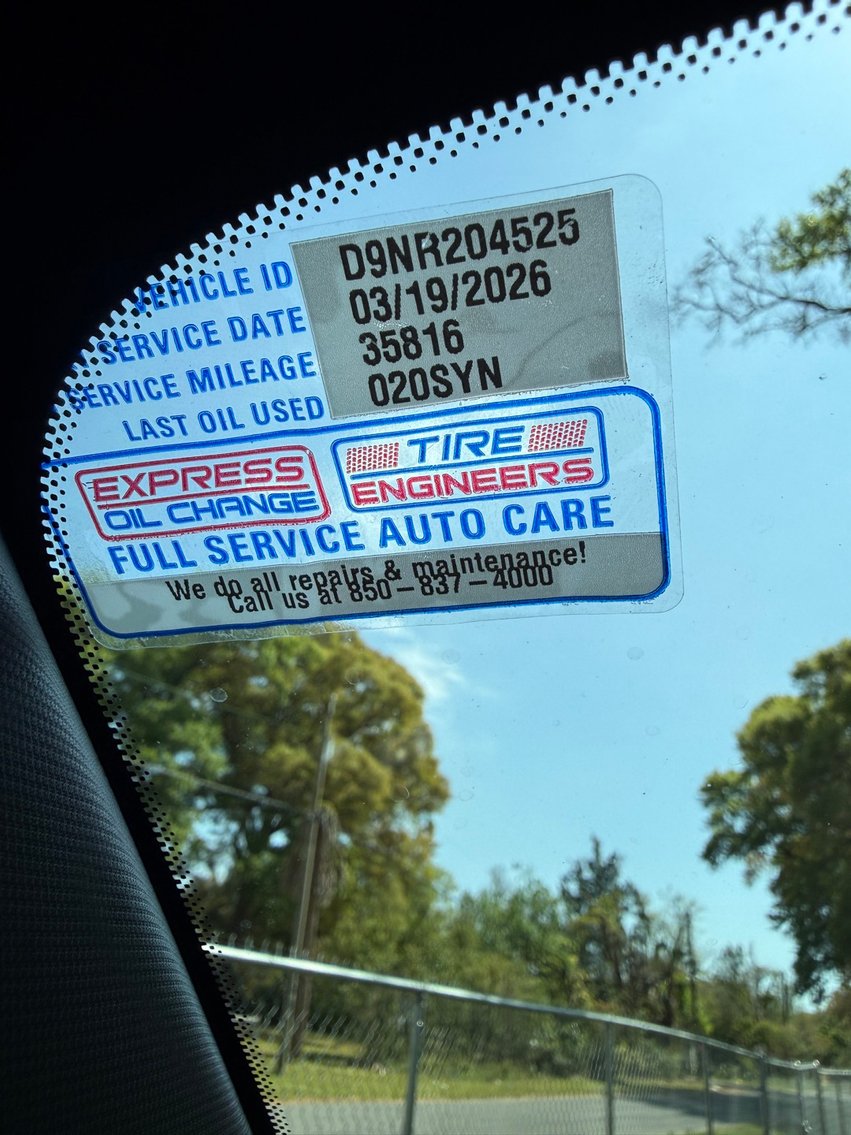 VEHICLE ID D9NR204525
SERVICE DATE 03/19/2026
SERVICE MILEAGE 35816
LAST OIL USED 020SYN
EXPRESS
OIL CHANGE
TIRE
ENGINEERS
FULL SERVICE AUTO CARE
We do all repairs & maintenance!
Call us at 850-837-4000